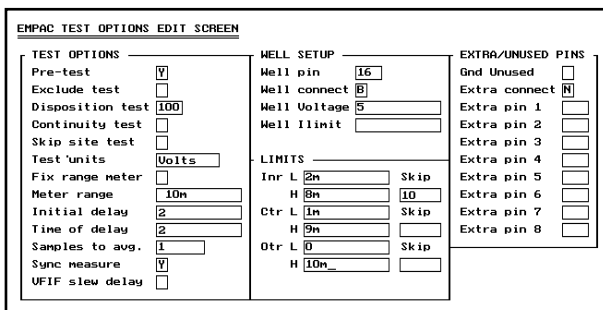 EMPAC TEST OPTIONS EDIT SCREEN
TEST OPTIONS
Pre-test Y
Exclude test
Disposition test 100
Continuity test
Skip site test
Test'units Volts
Fix range meter
Meter range 10m
Initial delay 2
Time of delay 2
Samples to avg. 1
Sync measure Y
VFIF slew delay
WELL SETUP
Well pin 16
Well connect B
Well Voltage 5
Well Ilimit
LIMITS
Inr L 2m Skip
H 8m 10
Ctr L 1m Skip
H 9m
Otr L 0 Skip
H 10m_
EXTRA/UNUSED PINS
Gnd Unused
Extra connect N
Extra pin 1
Extra pin 2
Extra pin 3
Extra pin 4
Extra pin 5
Extra pin 6
Extra pin 7
Extra pin 8